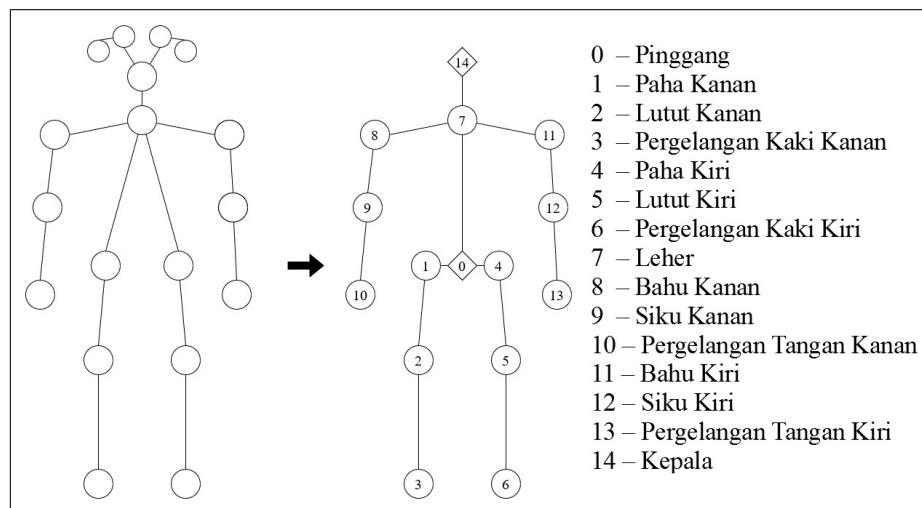 14
7
8
11
9
12
1
0
4
10
13
2
5
3
6
0 – Pinggang
1 – Paha Kanan
2 – Lutut Kanan
3 – Pergelangan Kaki Kanan
4 – Paha Kiri
5 – Lutut Kiri
6 – Pergelangan Kaki Kiri
7 – Leher
8 – Bahu Kanan
9 – Siku Kanan
10 – Pergelangan Tangan Kanan
11 – Bahu Kiri
12 – Siku Kiri
13 – Pergelangan Tangan Kiri
14 – Kepala